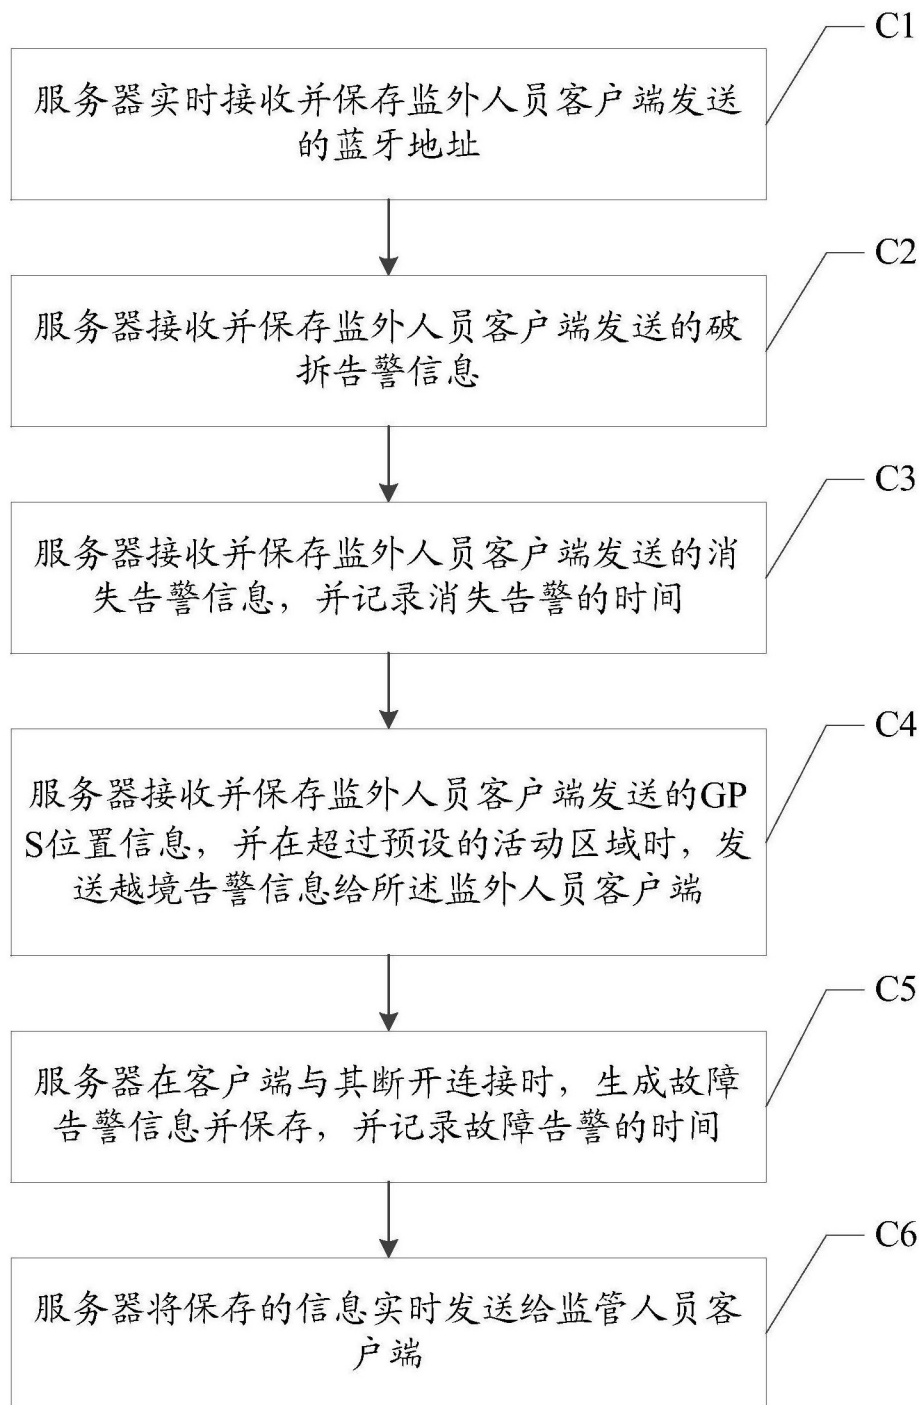 C1
服务器实时接收并保存监外人员客户端发送
的蓝牙地址
C2
服务器接收并保存监外人员客户端发送的破
拆告警信息
C3
服务器接收并保存监外人员客户端发送的消
失告警信息，并记录消失告警的时间
C4
服务器接收并保存监外人员客户端发送的GP
S位置信息，并在超过预设的活动区域时，发
送越境告警信息给所述监外人员客户端
C5
服务器在客户端与其断开连接时，生成故障
告警信息并保存，并记录故障告警的时间
C6
服务器将保存的信息实时发送给监管人员客
户端